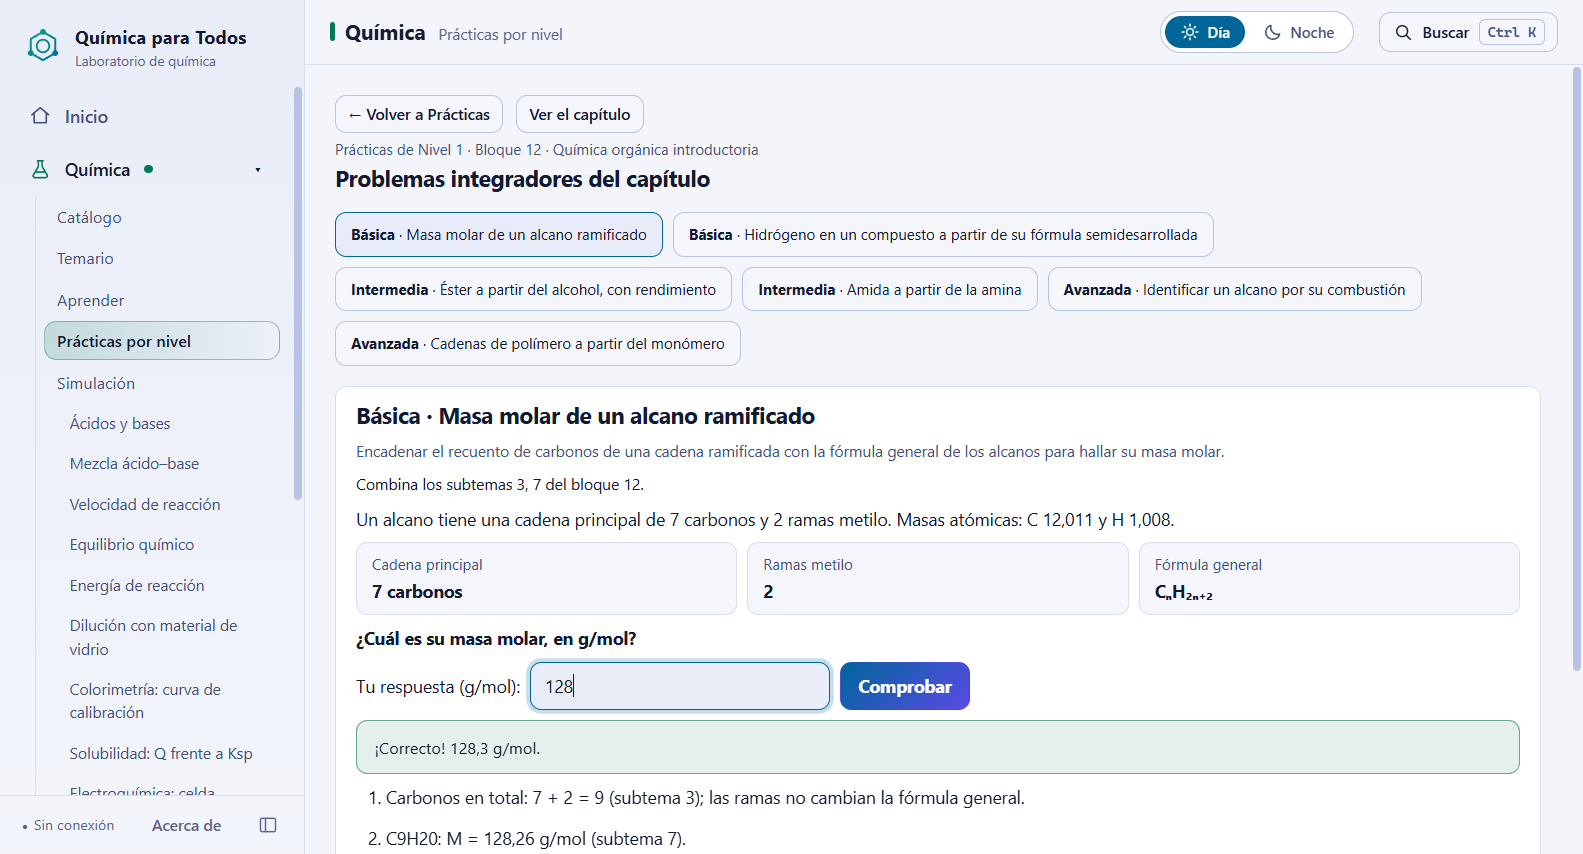 Química para Todos
Laboratorio de química
Inicio
Química
Catálogo
Temario
Aprender
Prácticas por nivel
Simulación
Ácidos y bases
Mezcla ácido–base
Velocidad de reacción
Equilibrio químico
Energía de reacción
Dilución con material de
vidrio
Colorimetría: curva de
calibración
Solubilidad: Q frente a Ksp
Electroquímica: celda
Sin conexión
Acerca de
Química
Prácticas por nivel
Día
Noche
Buscar
Ctrl K
← Volver a Prácticas
Ver el capítulo
Prácticas de Nivel 1 · Bloque 12 · Química orgánica introductoria
Problemas integradores del capítulo
Básica · Masa molar de un alcano ramificado
Básica · Hidrógeno en un compuesto a partir de su fórmula semidesarrollada
Intermedia · Éster a partir del alcohol, con rendimiento
Intermedia · Amida a partir de la amina
Avanzada · Identificar un alcano por su combustión
Avanzada · Cadenas de polímero a partir del monómero
Básica · Masa molar de un alcano ramificado
Encadenar el recuento de carbonos de una cadena ramificada con la fórmula general de los alcanos para hallar su masa molar.
Combina los subtemas 3, 7 del bloque 12.
Un alcano tiene una cadena principal de 7 carbonos y 2 ramas metilo. Masas atómicas: C 12,011 y H 1,008.
Cadena principal
7 carbonos
Ramas metilo
2
Fórmula general
CₙH₂ₙ₊₂
¿Cuál es su masa molar, en g/mol?
Tu respuesta (g/mol):
128
Comprobar
¡Correcto! 128,3 g/mol.
1. Carbonos en total: 7 + 2 = 9 (subtema 3); las ramas no cambian la fórmula general.
2. C9H20: M = 128,26 g/mol (subtema 7).